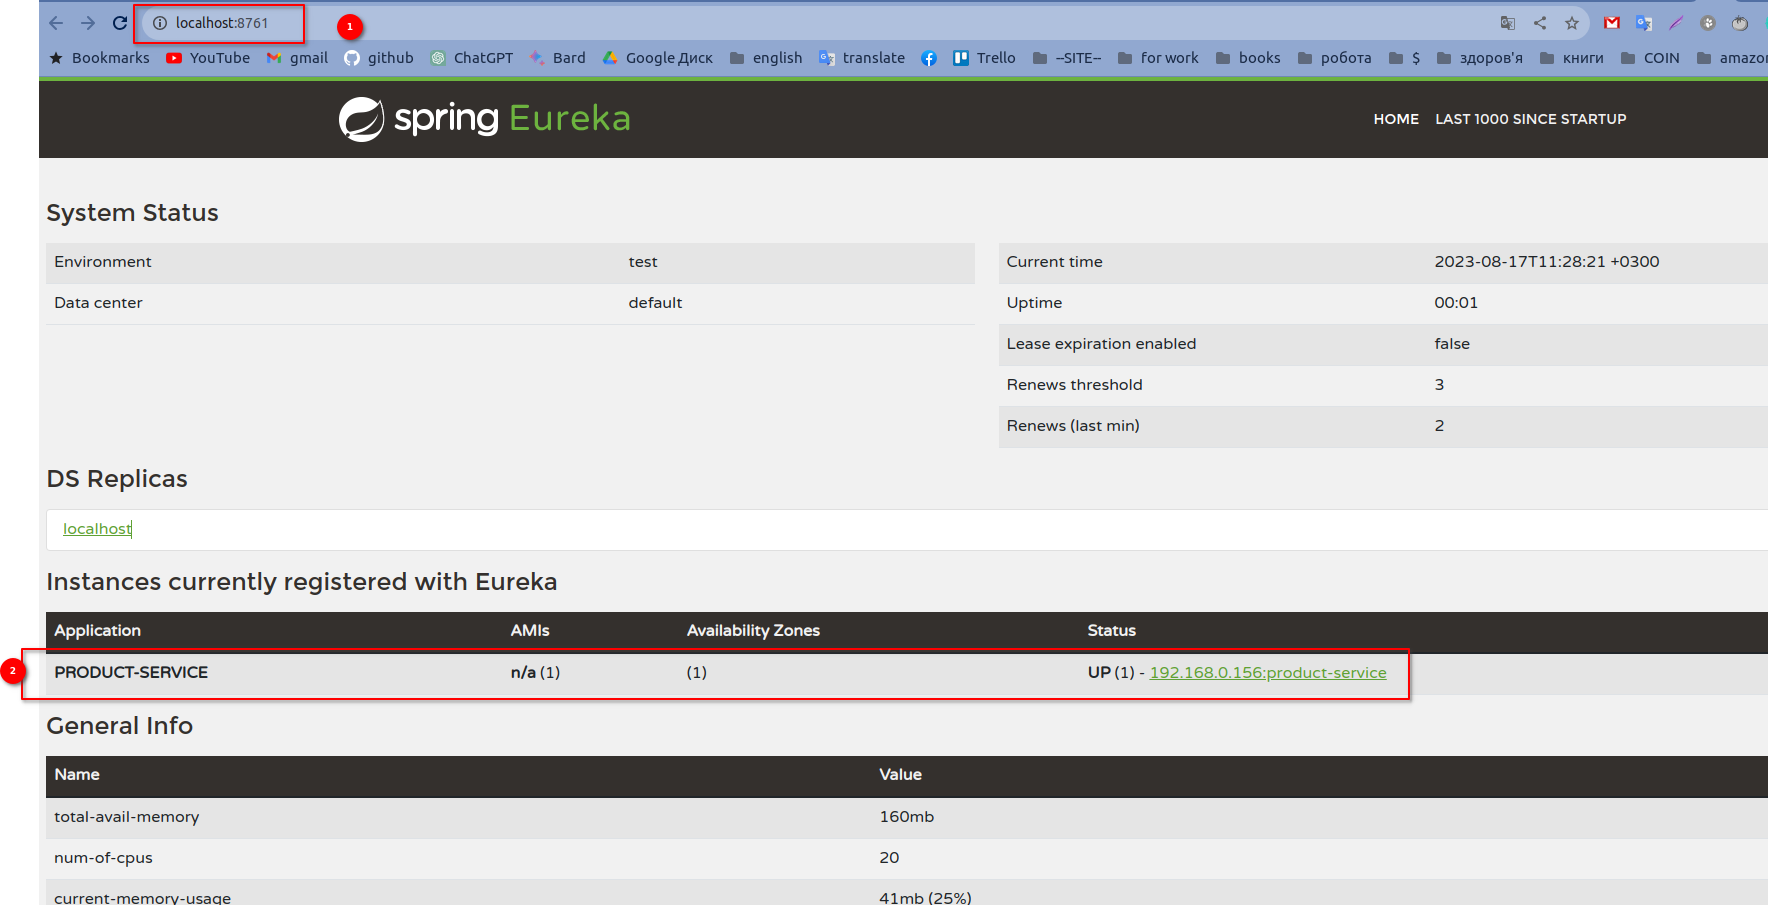 localhost:8761
1
Bookmarks YouTube gmail github ChatGPT Bard Google Диск english translate Trello --SITE-- for work books робота $ здоров'я книги COIN amazon
spring Eureka
HOME LAST 1000 SINCE STARTUP
System Status
Environment test
Data center default
Current time 2023-08-17T11:28:21 +0300
Uptime 00:01
Lease expiration enabled false
Renews threshold 3
Renews (last min) 2
DS Replicas
localhost
Instances currently registered with Eureka
Application AMIs Availability Zones Status
2
PRODUCT-SERVICE n/a (1) (1) UP (1) - 192.168.0.156:product-service
General Info
Name Value
total-avail-memory 160mb
num-of-cpus 20
current-memory-usage 41mb (25%)